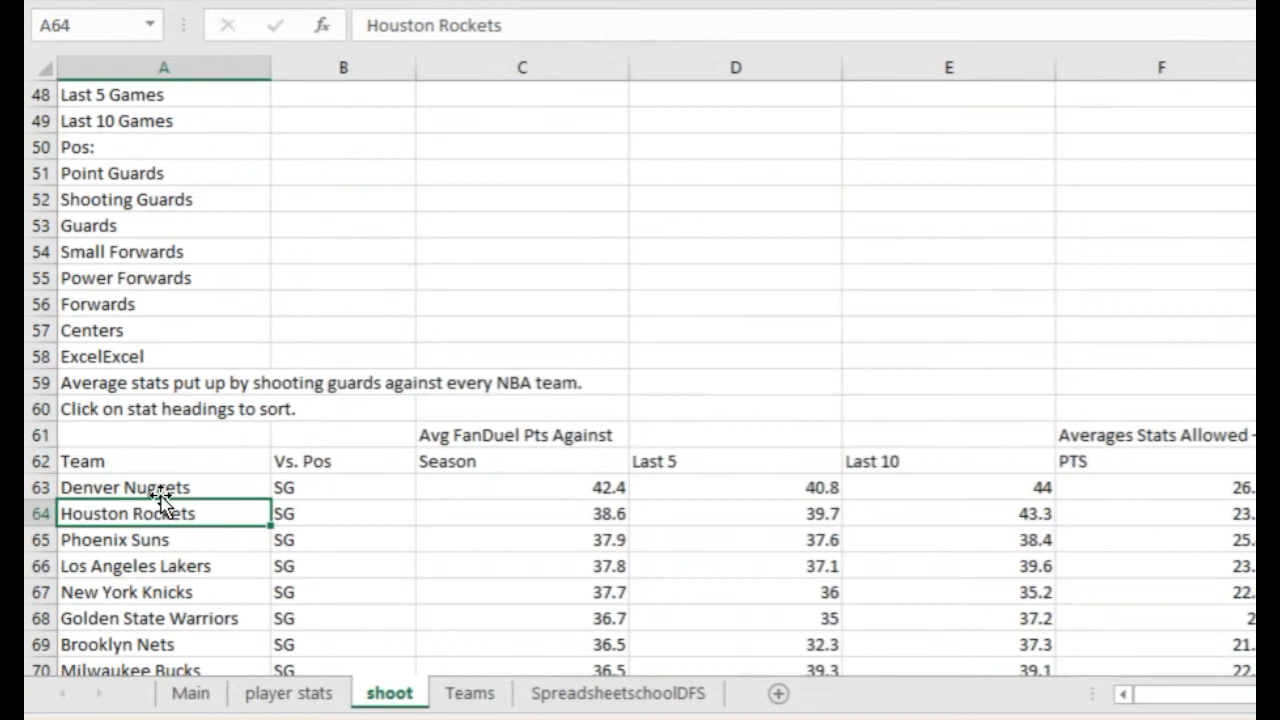 A64 fx Houston Rockets
A B C D E F
48 Last 5 Games
49 Last 10 Games
50 Pos:
51 Point Guards
52 Shooting Guards
53 Guards
54 Small Forwards
55 Power Forwards
56 Forwards
57 Centers
58 ExcelExcel
59 Average stats put up by shooting guards against every NBA team.
60 Click on stat headings to sort.
61 Avg FanDuel Pts Against Averages Stats Allowed -
62 Team Vs. Pos Season Last 5 Last 10 PTS
63 Denver Nuggets SG 42.4 40.8 44 26.
64 Houston Rockets SG 38.6 39.7 43.3 23.
65 Phoenix Suns SG 37.9 37.6 38.4 25.
66 Los Angeles Lakers SG 37.8 37.1 39.6 23.
67 New York Knicks SG 37.7 36 35.2 22.
68 Golden State Warriors SG 36.7 35 37.2 2
69 Brooklyn Nets SG 36.5 32.3 37.3 21.
70 Milwaukee Bucks SG 36.5 39.3 39.1 22.
Main player stats shoot Teams SpreadsheetschoolDFS